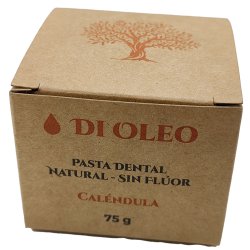 Di Oleo
Pasta Dental
Natural - Sin Flúor
Caléndula
75 g